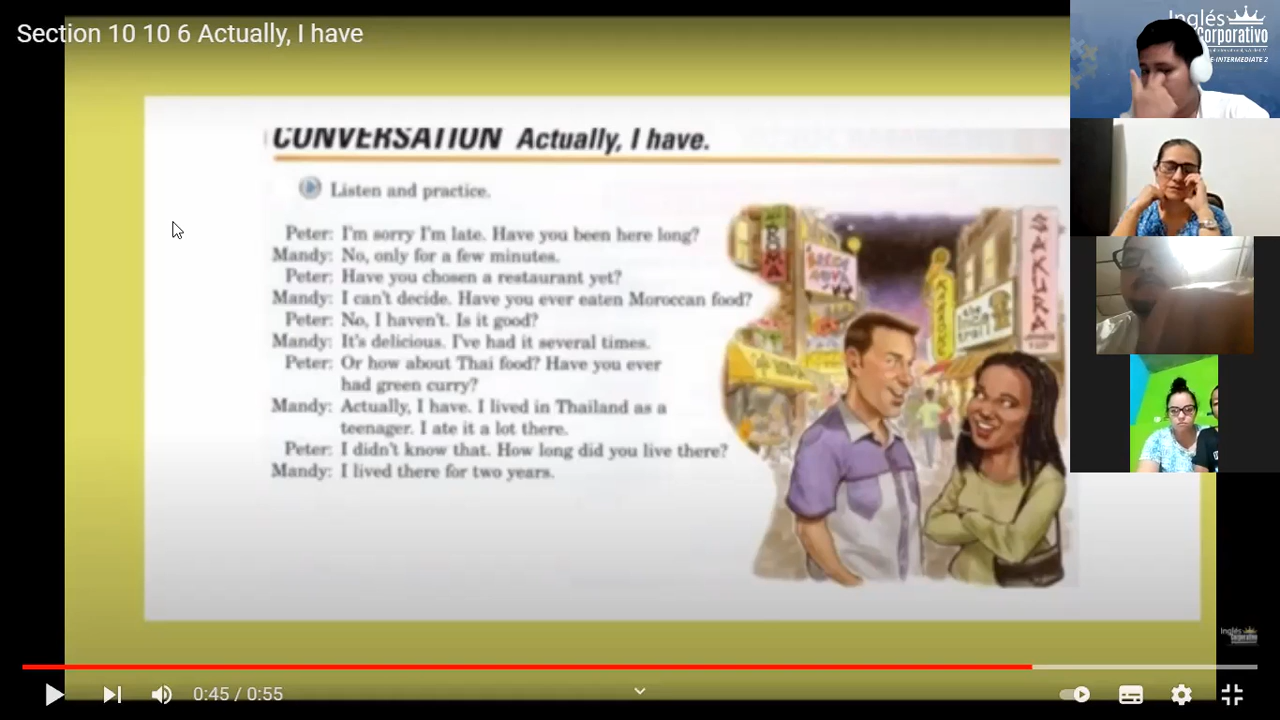 Section 10 10 6 Actually, I have
Inglés
Corporativo
E-INTERMEDIATE 2
CONVERSATION Actually, I have.
Listen and practice.
Peter: I'm sorry I'm late. Have you been here long?
Mandy: No, only for a few minutes.
Peter: Have you chosen a restaurant yet?
Mandy: I can't decide. Have you ever eaten Moroccan food?
Peter: No, I haven't. Is it good?
Mandy: It's delicious. I've had it several times.
Peter: Or how about Thai food? Have you ever
had green curry?
Mandy: Actually, I have. I lived in Thailand as a
teenager. I ate it a lot there.
Peter: I didn't know that. How long did you live there?
Mandy: I lived there for two years.
SAKURA
Inglés
Corporativo
0:45 / 0:55